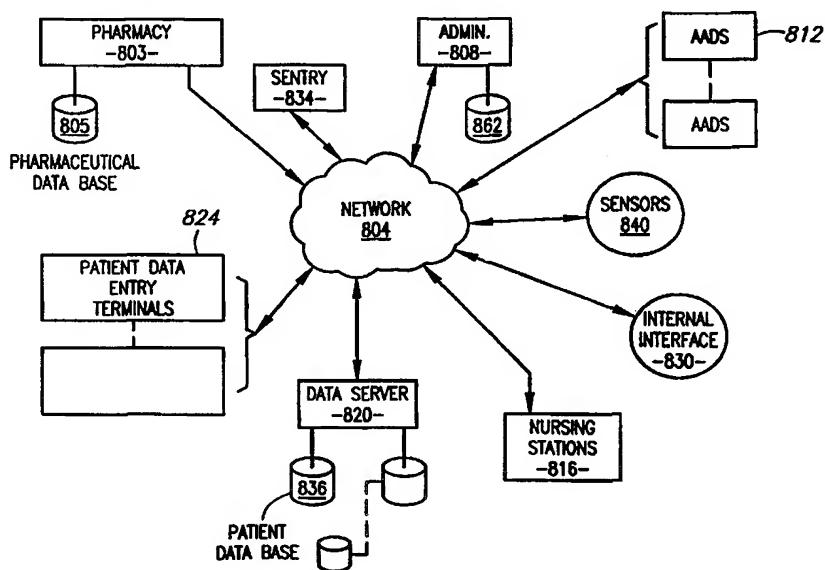 PHARMACY
-803-
805
PHARMACEUTICAL
DATA BASE
SENTRY
-834-
ADMIN.
-808-
862
AADS
812
AADS
NETWORK
804
SENSORS
840
824
PATIENT DATA
ENTRY
TERMINALS
INTERNAL
INTERFACE
-830-
DATA SERVER
-820-
NURSING
STATIONS
-816-
836
PATIENT
DATA BASE